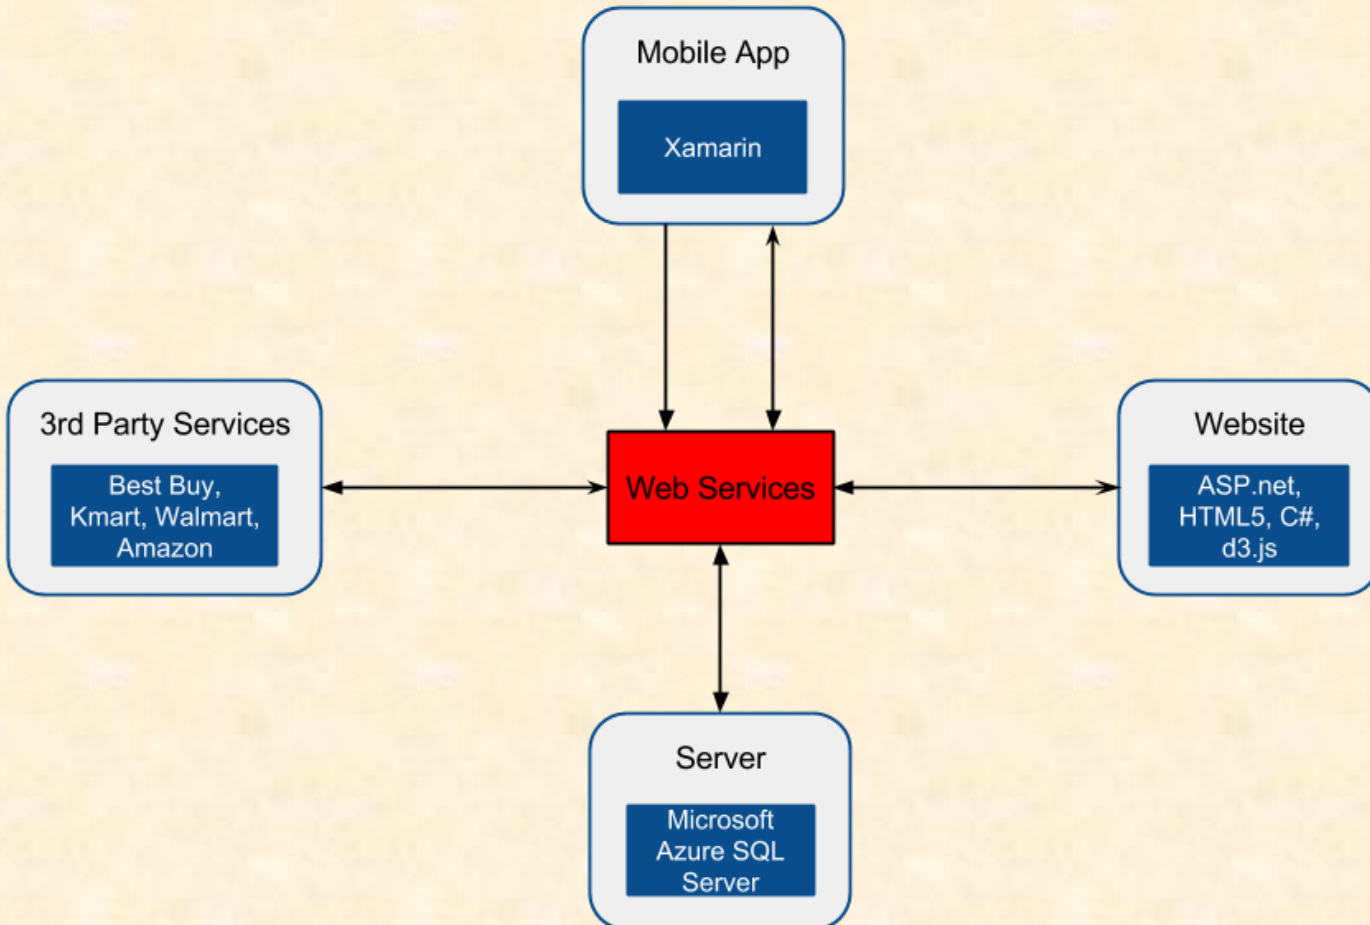 Mobile App
Xamarin
3rd Party Services
Best Buy,
Kmart, Walmart,
Amazon
Web Services
Website
ASP.net,
HTML5, C#,
d3.js
Server
Microsoft
Azure SQL
Server